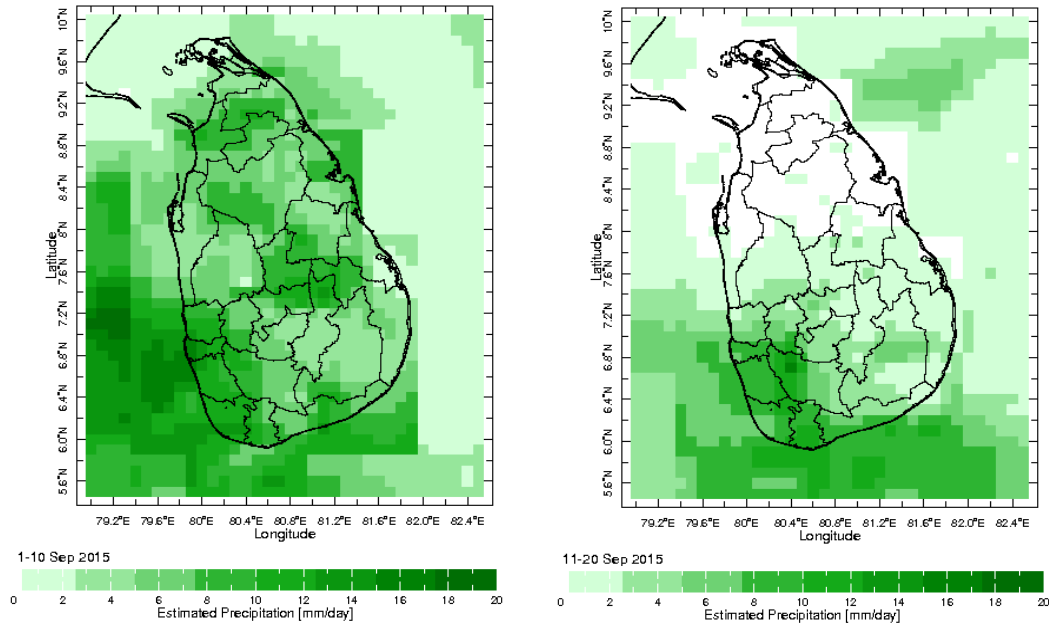 10°N
9.6°N
9.2°N
8.8°N
8.4°N
8°N
7.6°N
7.2°N
6.8°N
6.4°N
6.0°N
5.6°N
Latitude
79.2°E 79.6°E 80°E 80.4°E 80.8°E 81.2°E 81.6°E 82.0°E 82.4°E
Longitude
1-10 Sep 2015
0 2 4 6 8 10 12 14 16 18 20
Estimated Precipitation [mm/day]
10°N
9.6°N
9.2°N
8.8°N
8.4°N
8°N
7.6°N
7.2°N
6.8°N
6.4°N
6.0°N
5.6°N
Latitude
79.2°E 79.6°E 80°E 80.4°E 80.8°E 81.2°E 81.6°E 82.0°E 82.4°E
Longitude
11-20 Sep 2015
0 2 4 6 8 10 12 14 16 18 20
Estimated Precipitation [mm/day]